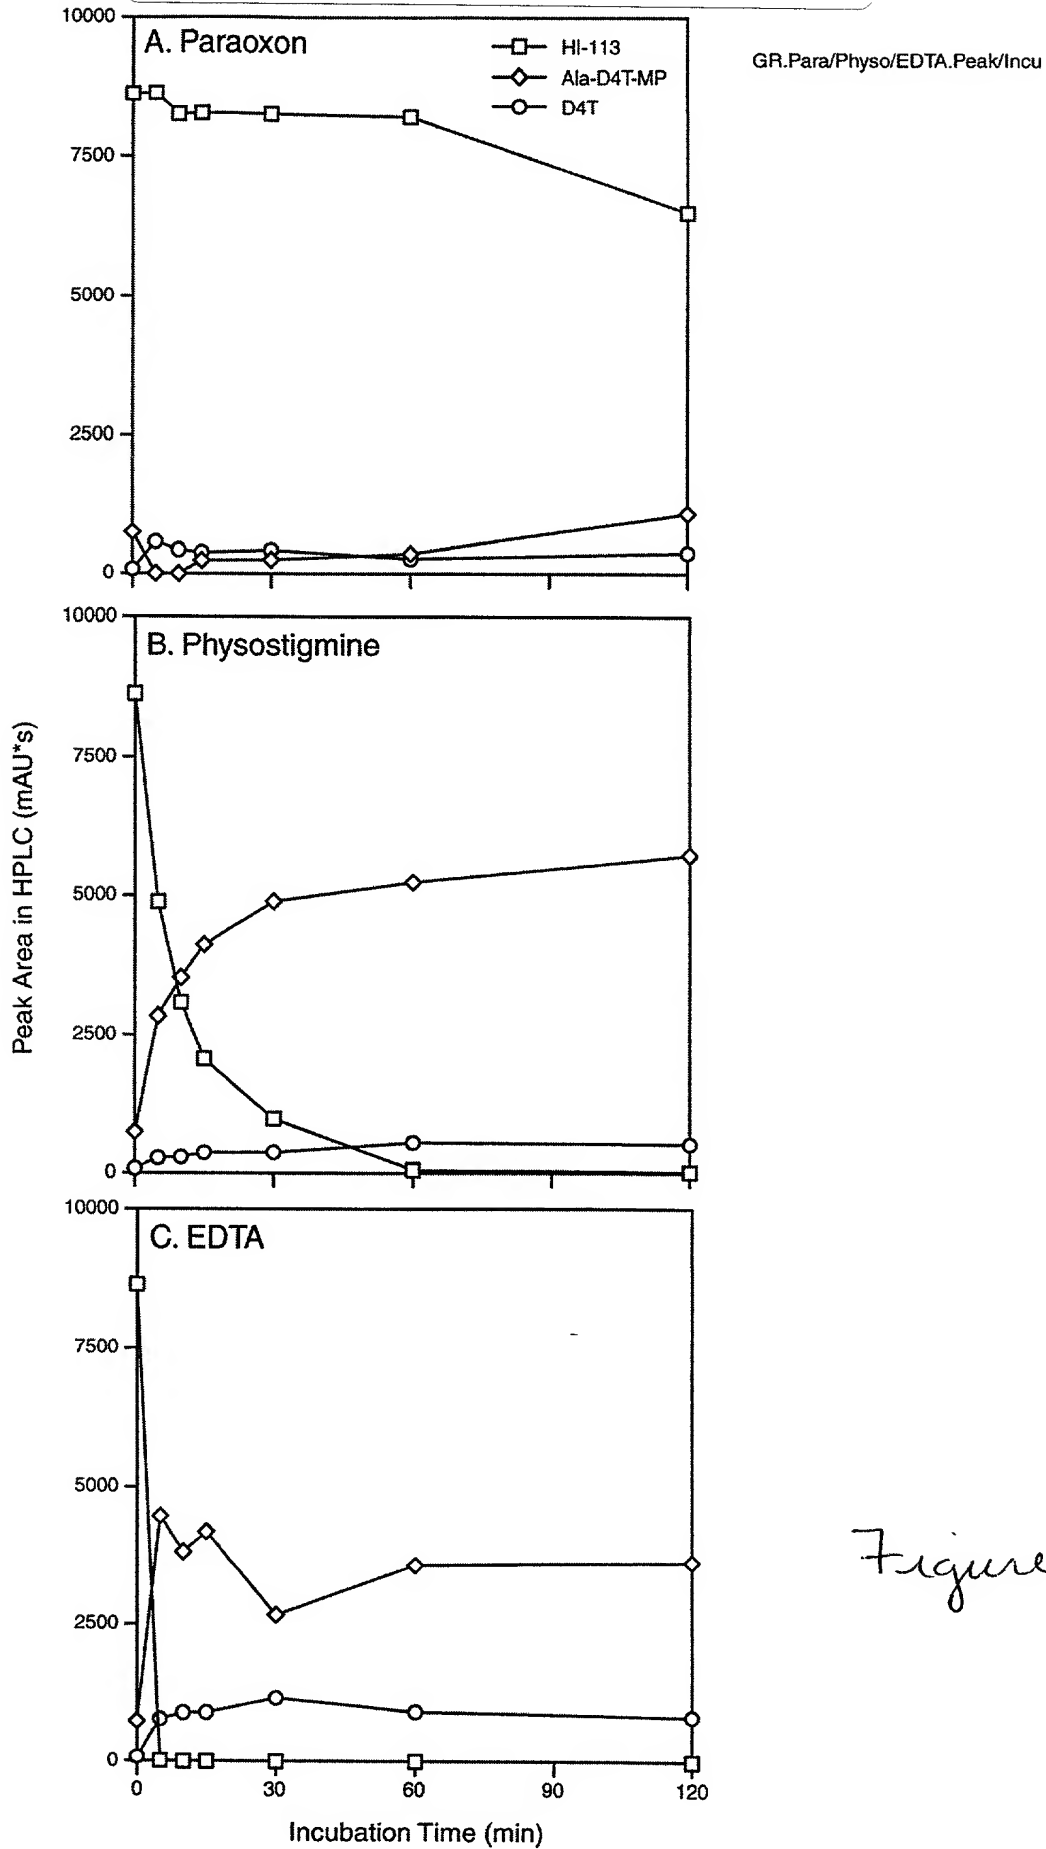 GR.Para/Physo/EDTA.Peak/Incu
10000
A. Paraoxon
HI-113
Ala-D4T-MP
D4T
7500
5000
2500
0
10000
B. Physostigmine
7500
5000
2500
0
Peak Area in HPLC (mAU*s)
10000
C. EDTA
7500
5000
2500
0
0 30 60 90 120
Incubation Time (min)
Figure